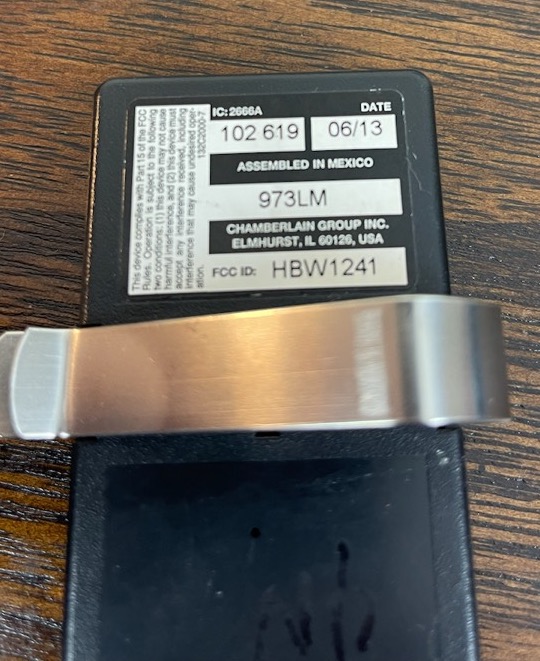 This device complies with Part 15 of the FCC
Rules. Operation is subject to the following
two conditions: (1) this device may not cause
harmful interference, and (2) this device must
accept any interference received, including
interference that may cause undesired oper-
ation.
132C2000-7
IC: 2666A
DATE
102 619
06/13
ASSEMBLED IN MEXICO
973LM
CHAMBERLAIN GROUP INC.
ELMHURST, IL 60126, USA
FCC ID: HBW1241